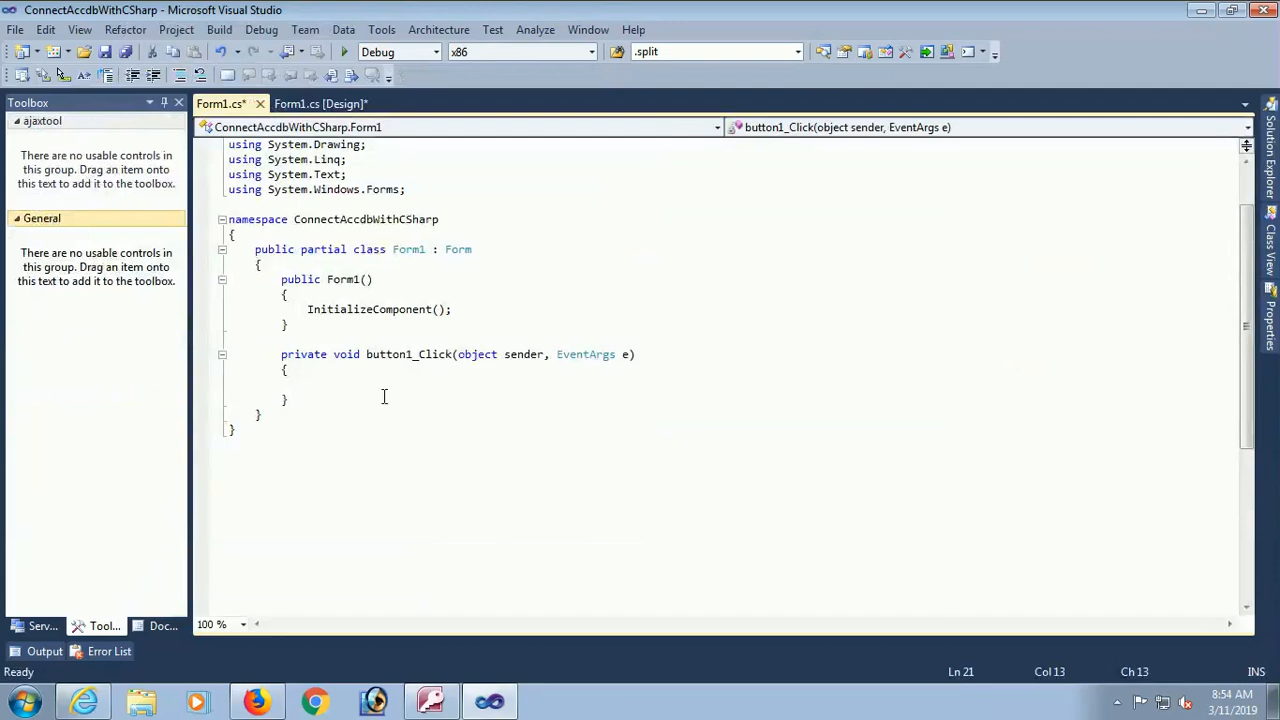 ConnectAccdbWithCSharp - Microsoft Visual Studio
File Edit View Refactor Project Build Debug Team Data Tools Architecture Test Analyze Window Help
Debug x86 .split
Toolbox
Form1.cs* Form1.cs [Design]*
ajaxtool
ConnectAccdbWithCSharp.Form1 button1_Click(object sender, EventArgs e)
There are no usable controls in
this group. Drag an item onto
this text to add it to the toolbox.
General
There are no usable controls in
this group. Drag an item onto
this text to add it to the toolbox.
using System.Drawing;
using System.Linq;
using System.Text;
using System.Windows.Forms;
namespace ConnectAccdbWithCSharp
{
public partial class Form1 : Form
{
public Form1()
{
InitializeComponent();
}
private void button1_Click(object sender, EventArgs e)
{
}
}
}
Solution Explorer
Class View
Properties
100 %
Serv... Tool... Doc...
Output Error List
Ready Ln 21 Col 13 Ch 13 INS
8:54 AM
3/11/2019